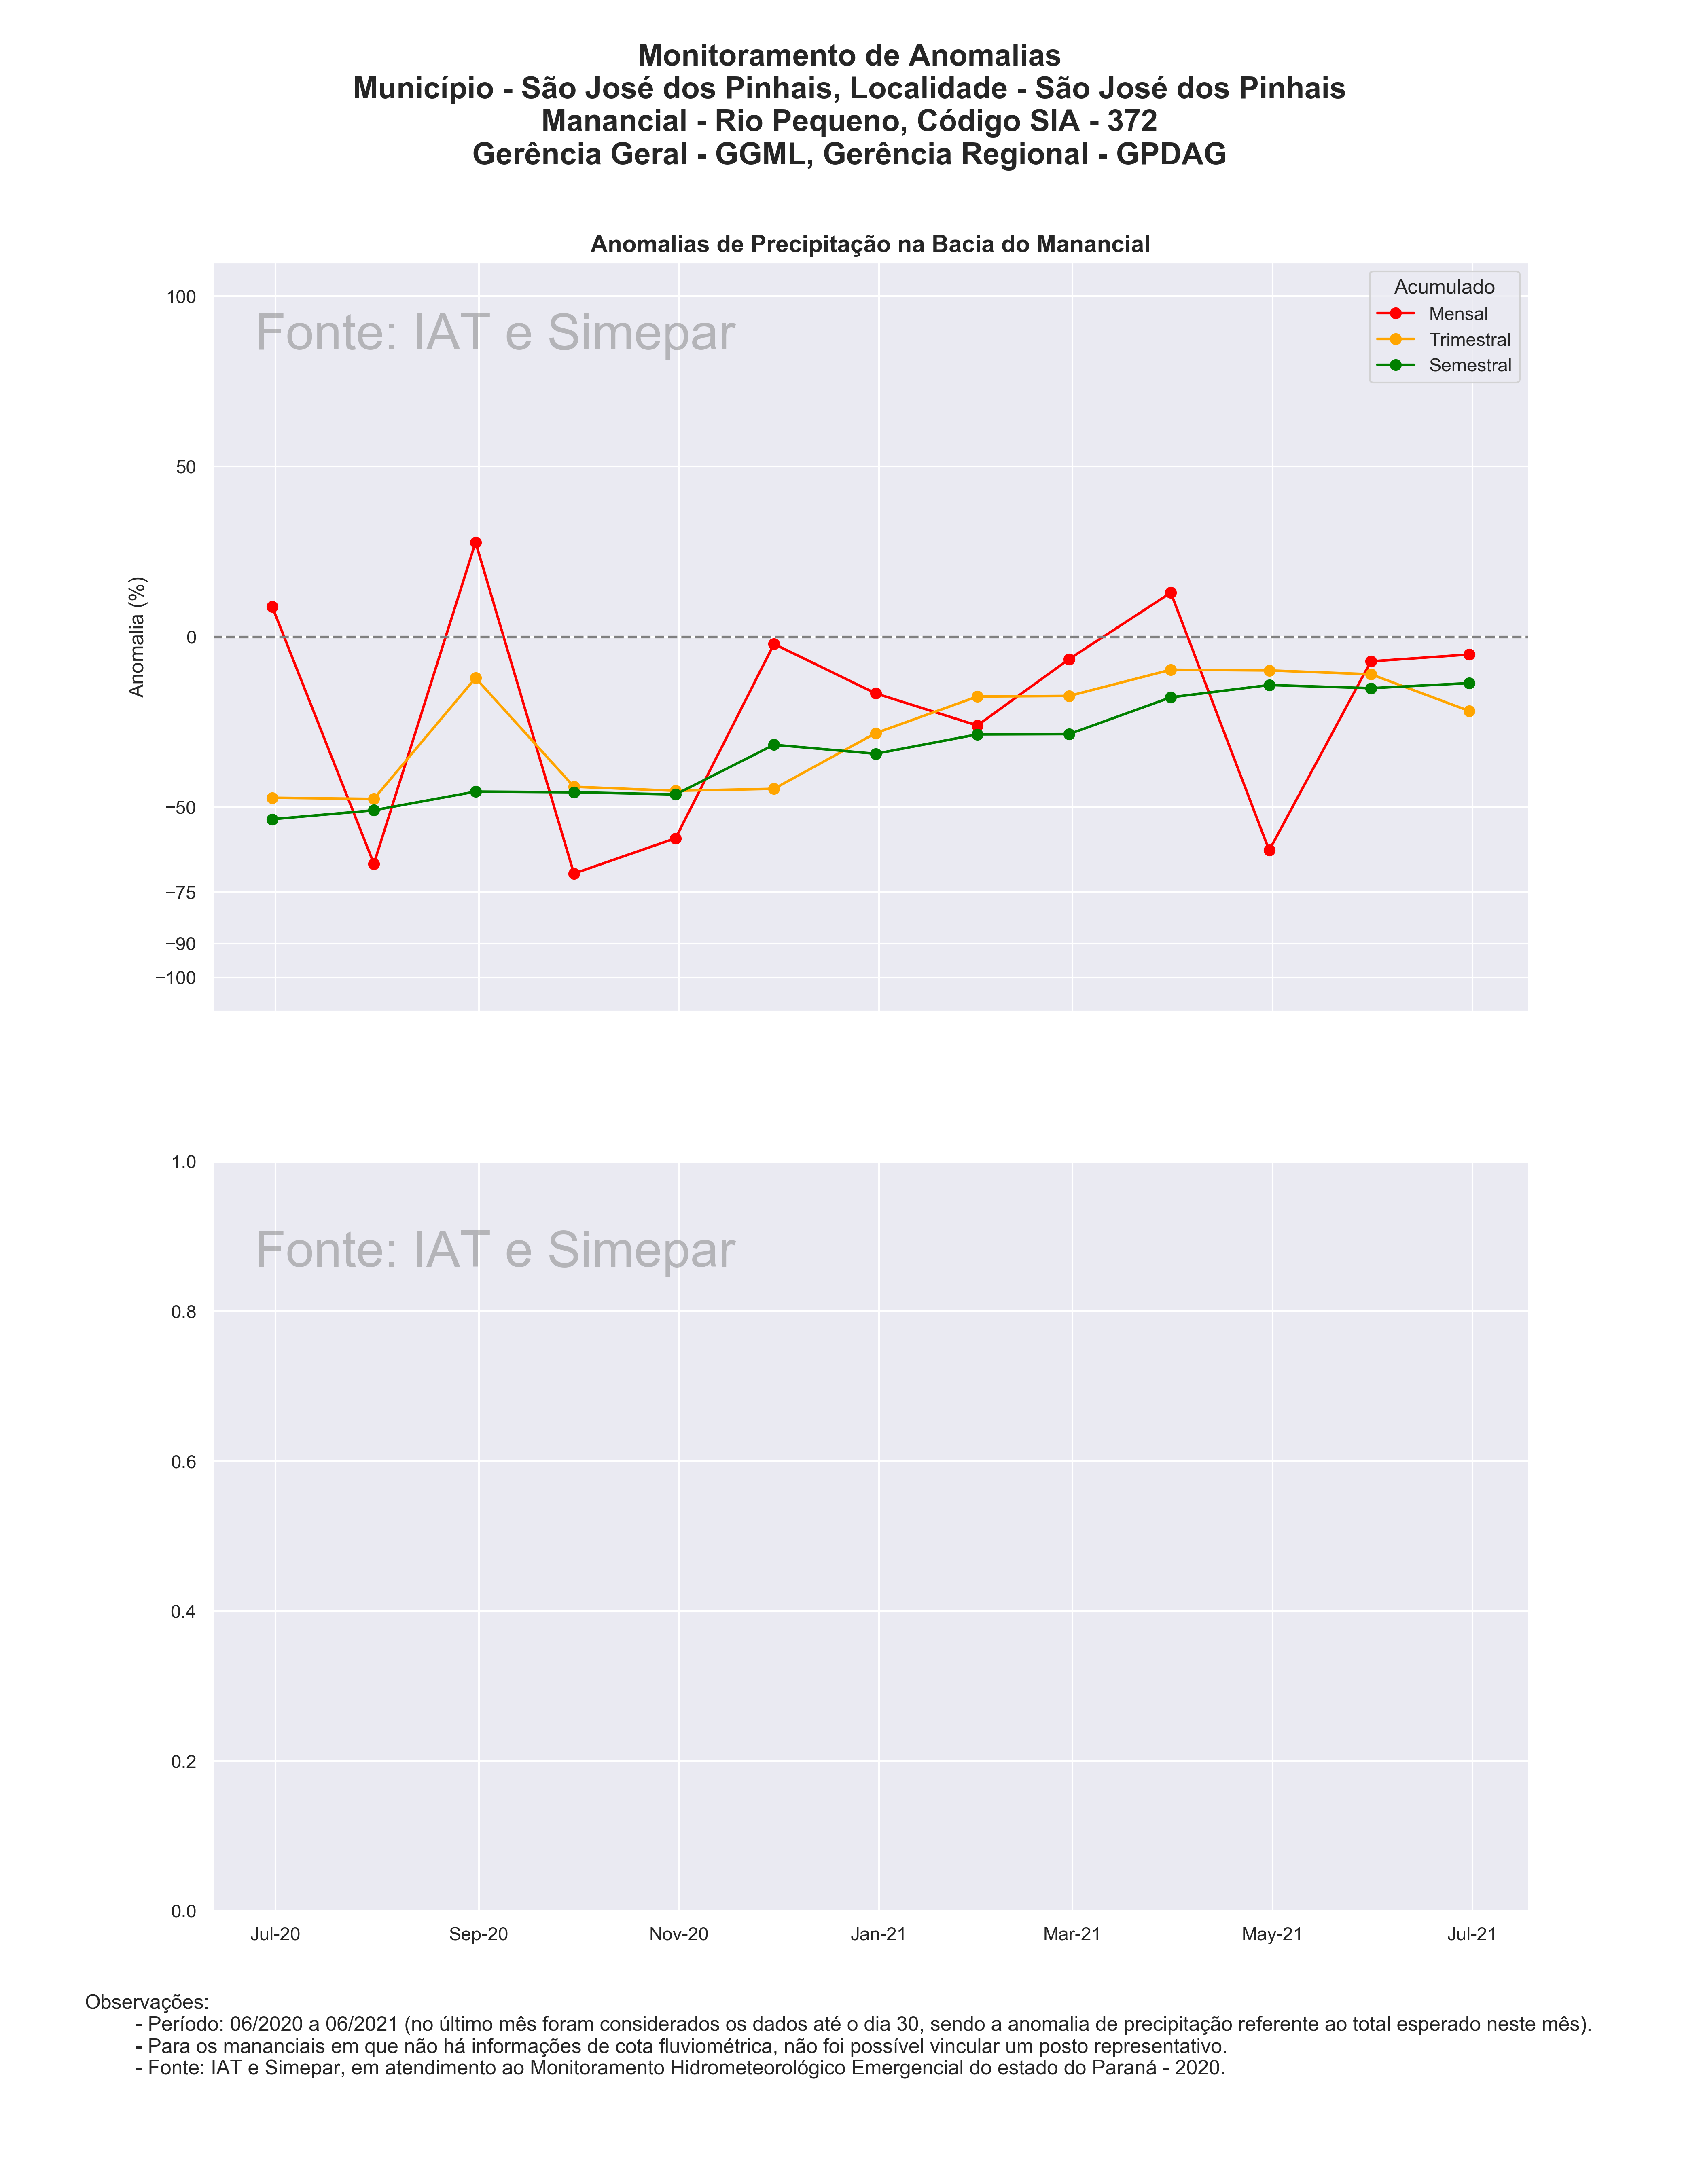 Monitoramento de Anomalias
Município - São José dos Pinhais, Localidade - São José dos Pinhais
Manancial - Rio Pequeno, Código SIA - 372
Gerência Geral - GGML, Gerência Regional - GPDAG
Anomalias de Precipitação na Bacia do Manancial
Fonte: IAT e Simepar
Acumulado
Mensal
Trimestral
Semestral
Anomalia (%)
100
50
0
−50
−75
−90
−100
Fonte: IAT e Simepar
1.0
0.8
0.6
0.4
0.2
0.0
Jul-20 Sep-20 Nov-20 Jan-21 Mar-21 May-21 Jul-21
Observações:
- Período: 06/2020 a 06/2021 (no último mês foram considerados os dados até o dia 30, sendo a anomalia de precipitação referente ao total esperado neste mês).
- Para os mananciais em que não há informações de cota fluviométrica, não foi possível vincular um posto representativo.
- Fonte: IAT e Simepar, em atendimento ao Monitoramento Hidrometeorológico Emergencial do estado do Paraná - 2020.